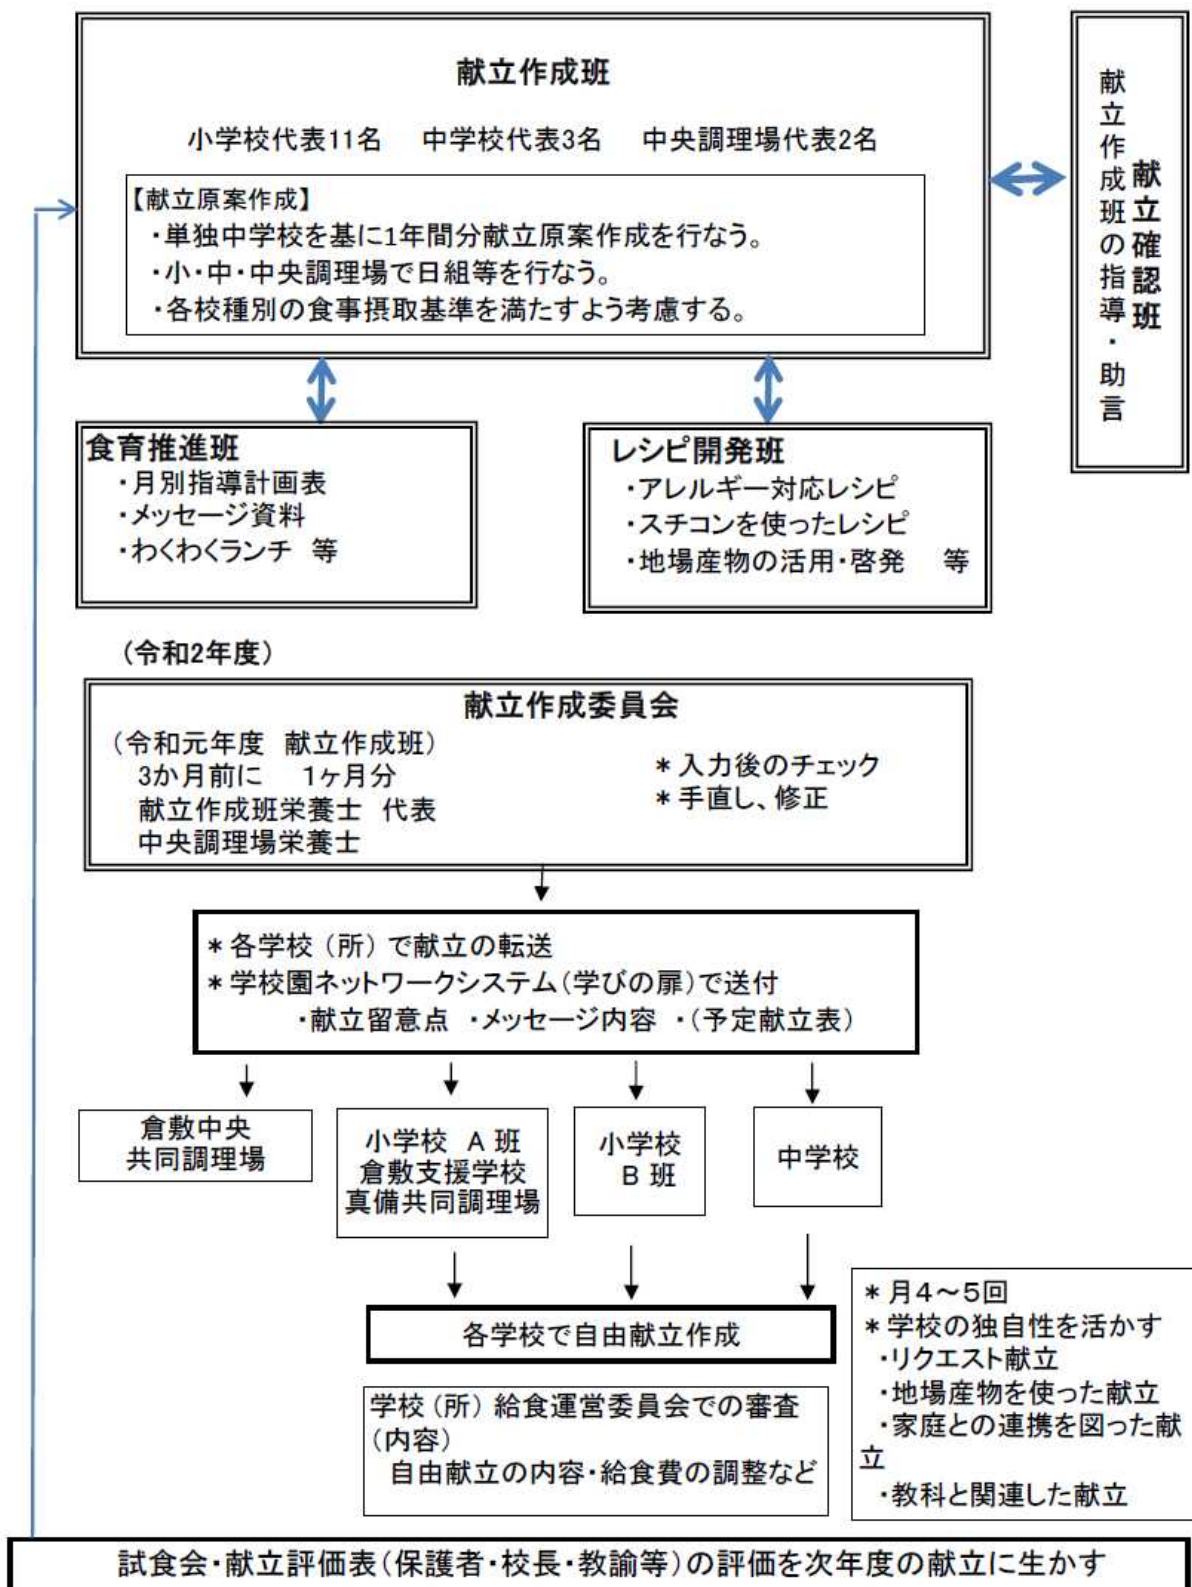 献立作成班
小学校代表11名　中学校代表3名　中央調理場代表2名
【献立原案作成】
・単独中学校を基に1年間分献立原案作成を行なう。
・小・中・中央調理場で日組等を行なう。
・各校種別の食事摂取基準を満たすよう考慮する。
献立確認班
献立作成班の指導・助言
食育推進班
・月別指導計画表
・メッセージ資料
・わくわくランチ　等
レシピ開発班
・アレルギー対応レシピ
・スチコンを使ったレシピ
・地場産物の活用・啓発　等
（令和2年度）
献立作成委員会
（令和元年度　献立作成班）
3か月前に　1ヶ月分
献立作成班栄養士　代表
中央調理場栄養士
＊入力後のチェック
＊手直し、修正
＊各学校（所）で献立の転送
＊学校園ネットワークシステム（学びの扉）で送付
・献立留意点　・メッセージ内容　・（予定献立表）
倉敷中央
共同調理場
小学校　A班
倉敷支援学校
真備共同調理場
小学校
B班
中学校
各学校で自由献立作成
学校（所）給食運営委員会での審査
（内容）
自由献立の内容・給食費の調整など
＊月４～５回
＊学校の独自性を活かす
・リクエスト献立
・地場産物を使った献立
・家庭との連携を図った献
立
・教科と関連した献立
試食会・献立評価表（保護者・校長・教諭等）の評価を次年度の献立に生かす